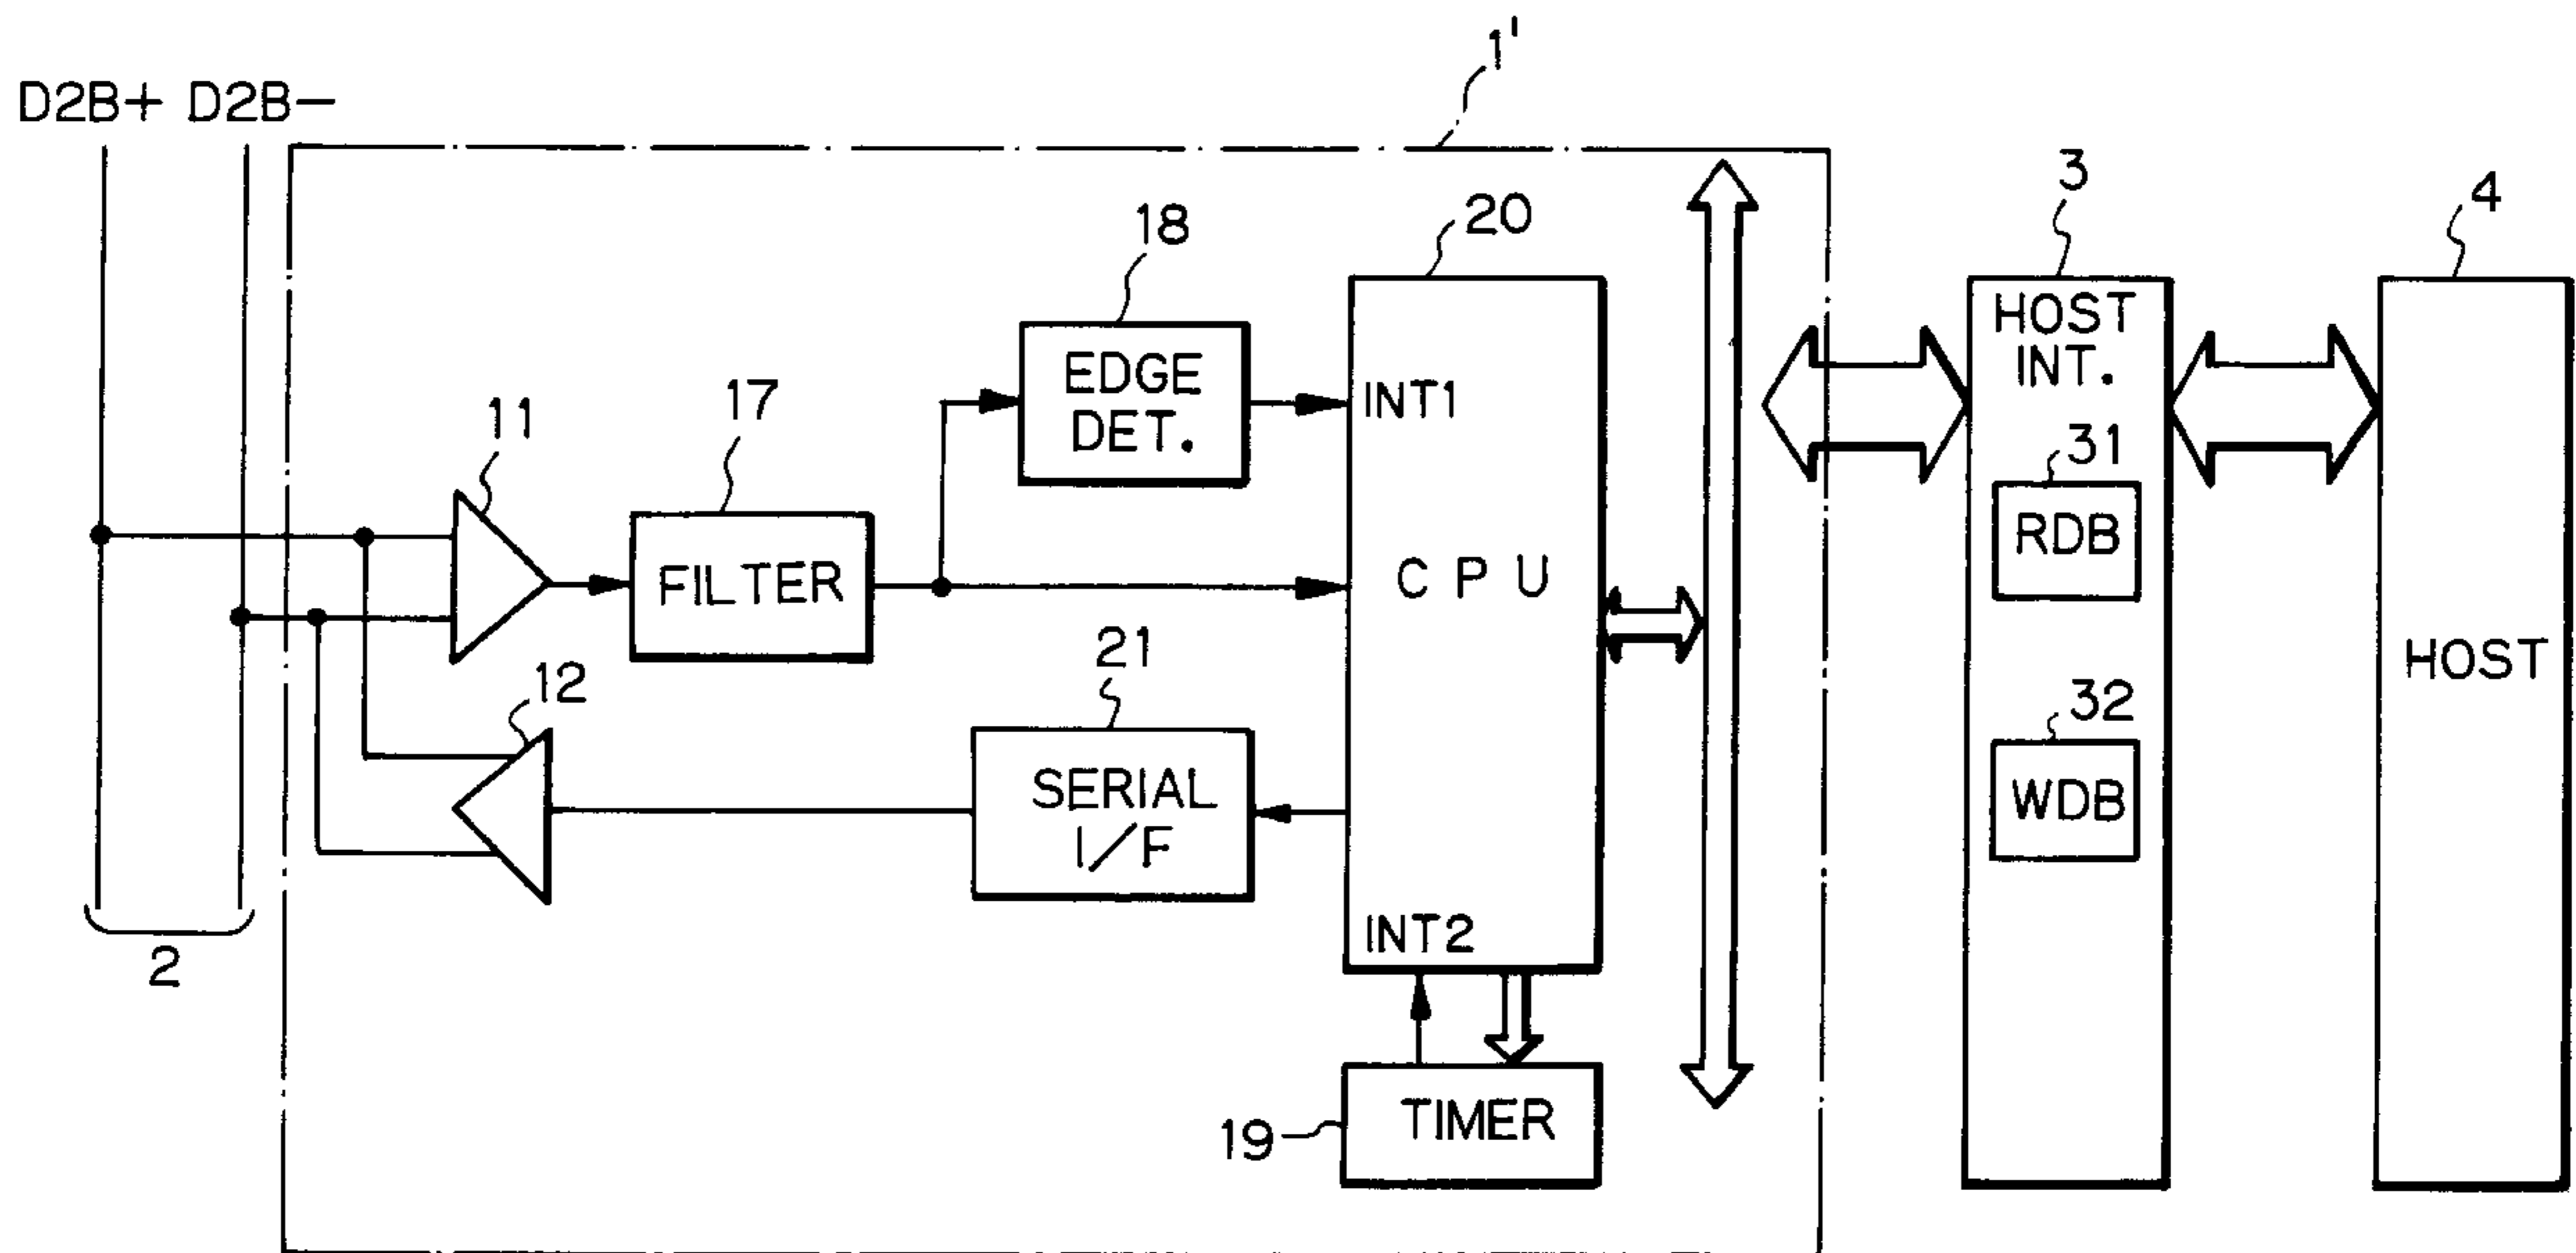 1'
D2B+ D2B-
3
4
18
20
HOST
INT.
EDGE
DET.
17
INT1
11
31
RDB
FILTER
C P U
21
HOST
12
32
SERIAL
I/F
WDB
INT2
2
19
TIMER